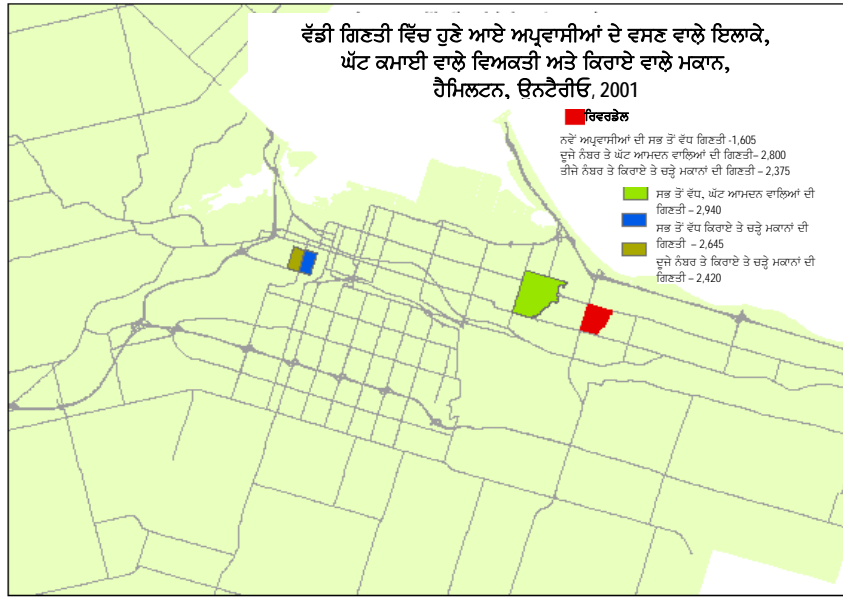 ਵੱਡੀ ਗਿਣਤੀ ਵਿੱਚ ਹੁਣੇ ਆਏ ਅਪ੍ਰਵਾਸੀਆਂ ਦੇ ਵਸਣ ਵਾਲੇ ਇਲਾਕੇ,
ਘੱਟ ਕਮਾਈ ਵਾਲੇ ਵਿਅਕਤੀ ਅਤੇ ਕਿਰਾਏ ਵਾਲੇ ਮਕਾਨ,
ਹੈਮਿਲਟਨ, ਓਨਟੈਰੀਓ, 2001
ਰਿਵਰਡੇਲ
ਨਵੇਂ ਅਪ੍ਰਵਾਸੀਆਂ ਦੀ ਸਭ ਤੋਂ ਵੱਧ ਗਿਣਤੀ -1,605
ਦੂਜੇ ਨੰਬਰ ਤੇ ਘੱਟ ਆਮਦਨ ਵਾਲਿਆਂ ਦੀ ਗਿਣਤੀ– 2,800
ਤੀਜੇ ਨੰਬਰ ਤੇ ਕਿਰਾਏ ਤੇ ਚੜ੍ਹੇ ਮਕਾਨਾਂ ਦੀ ਗਿਣਤੀ – 2,375
ਸਭ ਤੋਂ ਵੱਧ, ਘੱਟ ਆਮਦਨ ਵਾਲਿਆਂ ਦੀ
ਗਿਣਤੀ – 2,940
ਸਭ ਤੋਂ ਵੱਧ ਕਿਰਾਏ ਤੇ ਚੜ੍ਹੇ ਮਕਾਨਾਂ ਦੀ
ਗਿਣਤੀ – 2,645
ਦੂਜੇ ਨੰਬਰ ਤੇ ਕਿਰਾਏ ਤੇ ਚੜ੍ਹੇ ਮਕਾਨਾਂ ਦੀ
ਗਿਣਤੀ – 2,420